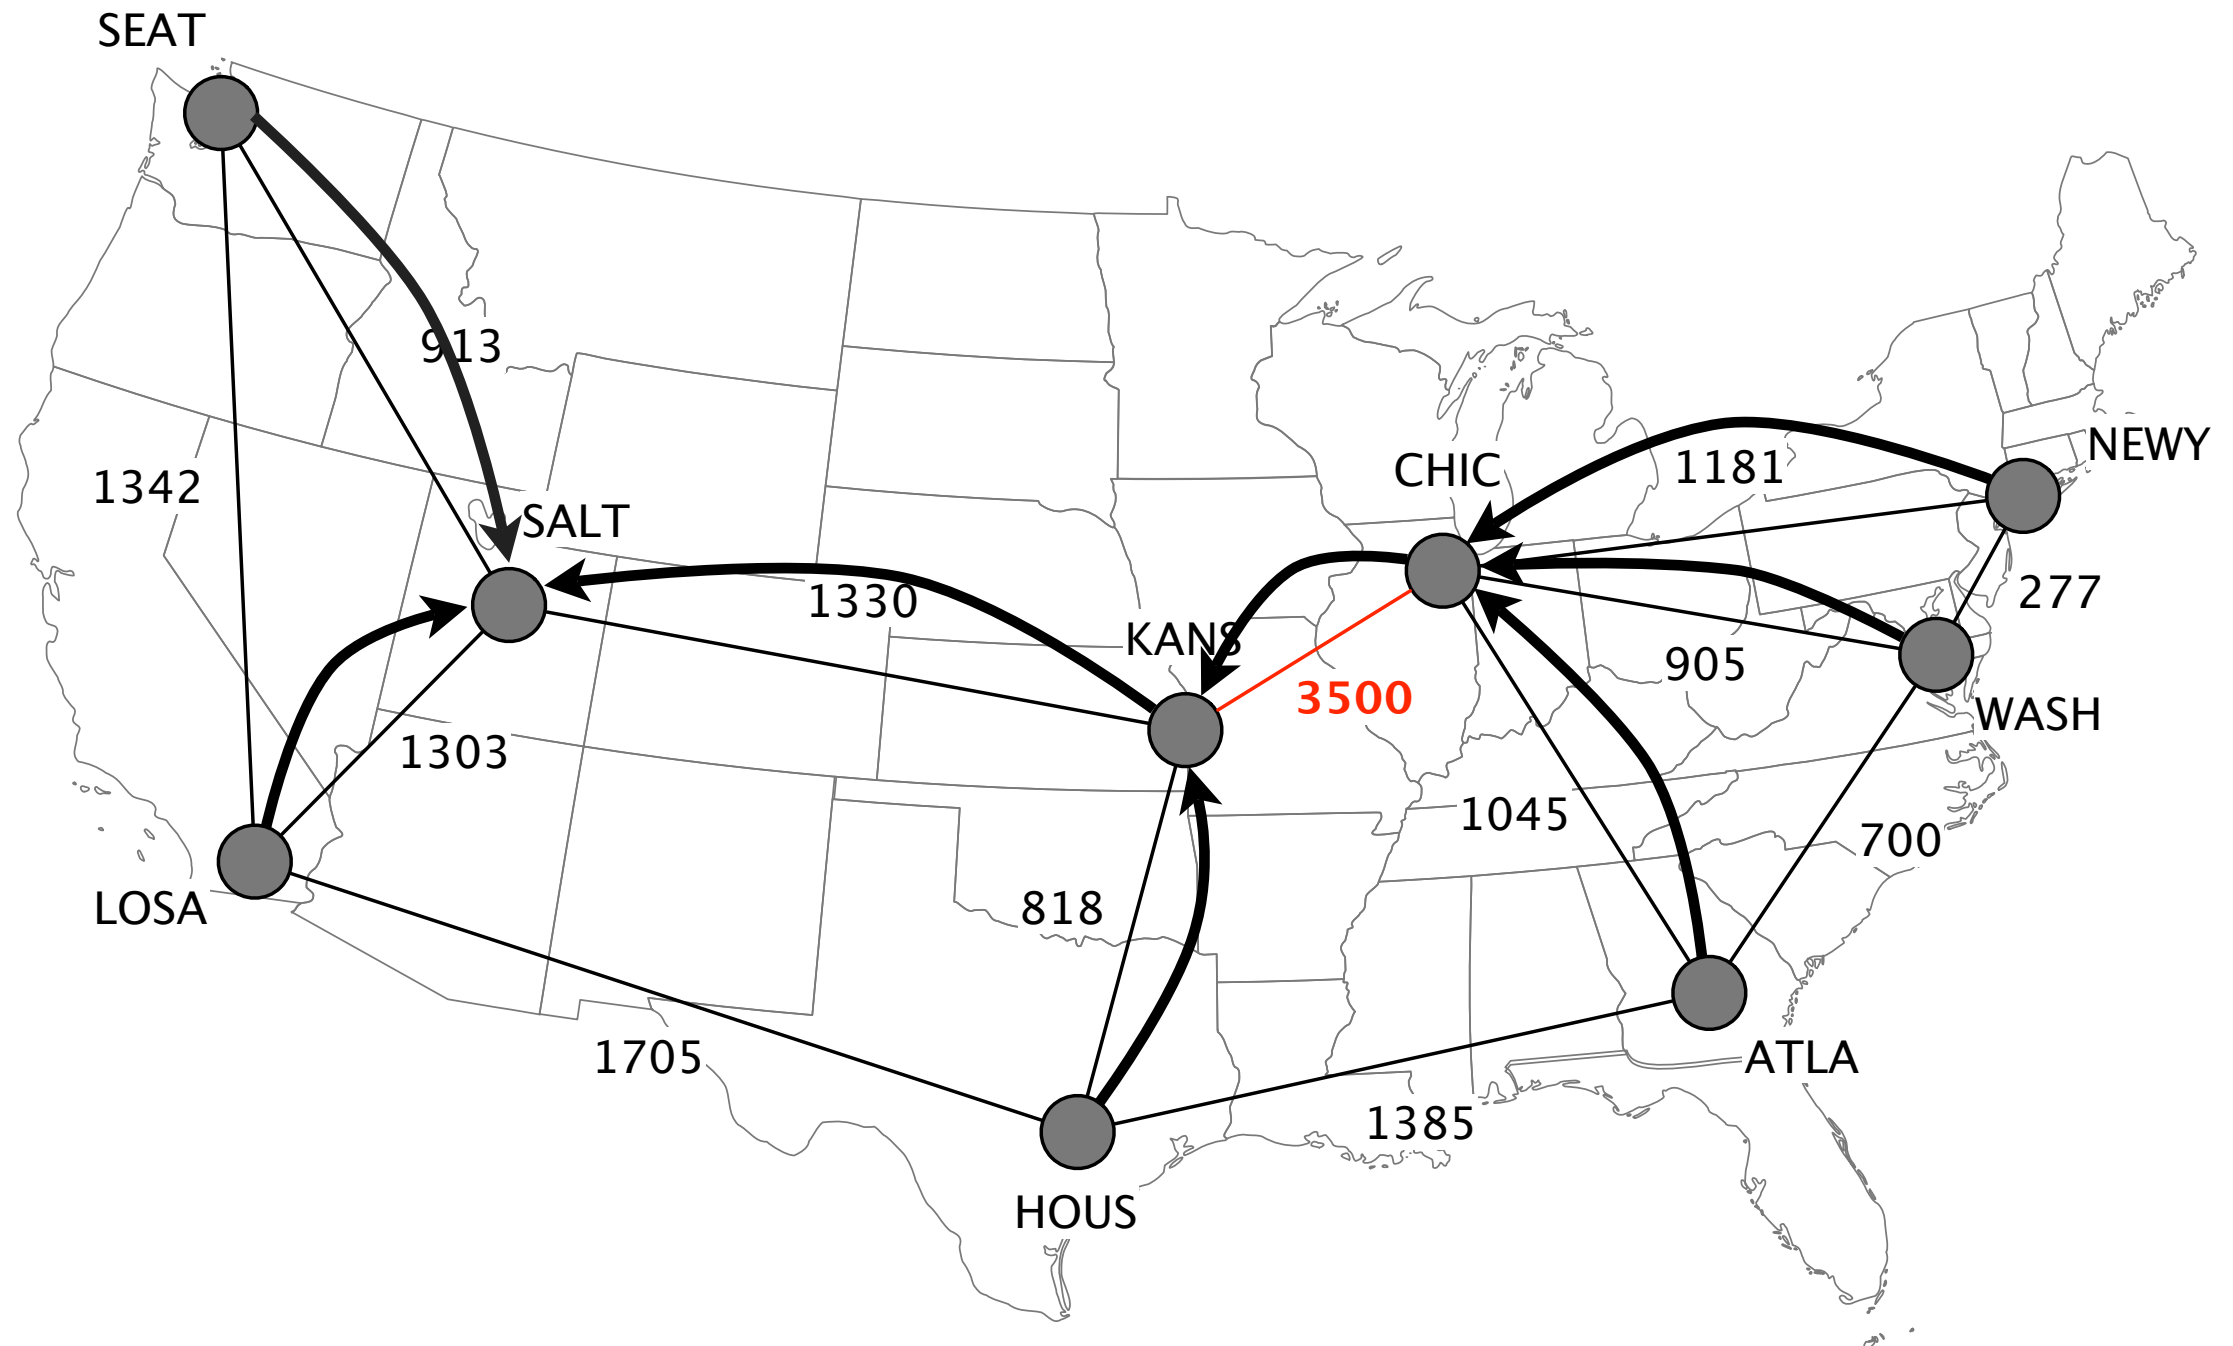 SEAT
913
1342
SALT
NEWY
1181
CHIC
277
1330
KANS
905
3500
WASH
1303
1045
700
818
LOSA
1705
ATLA
1385
HOUS